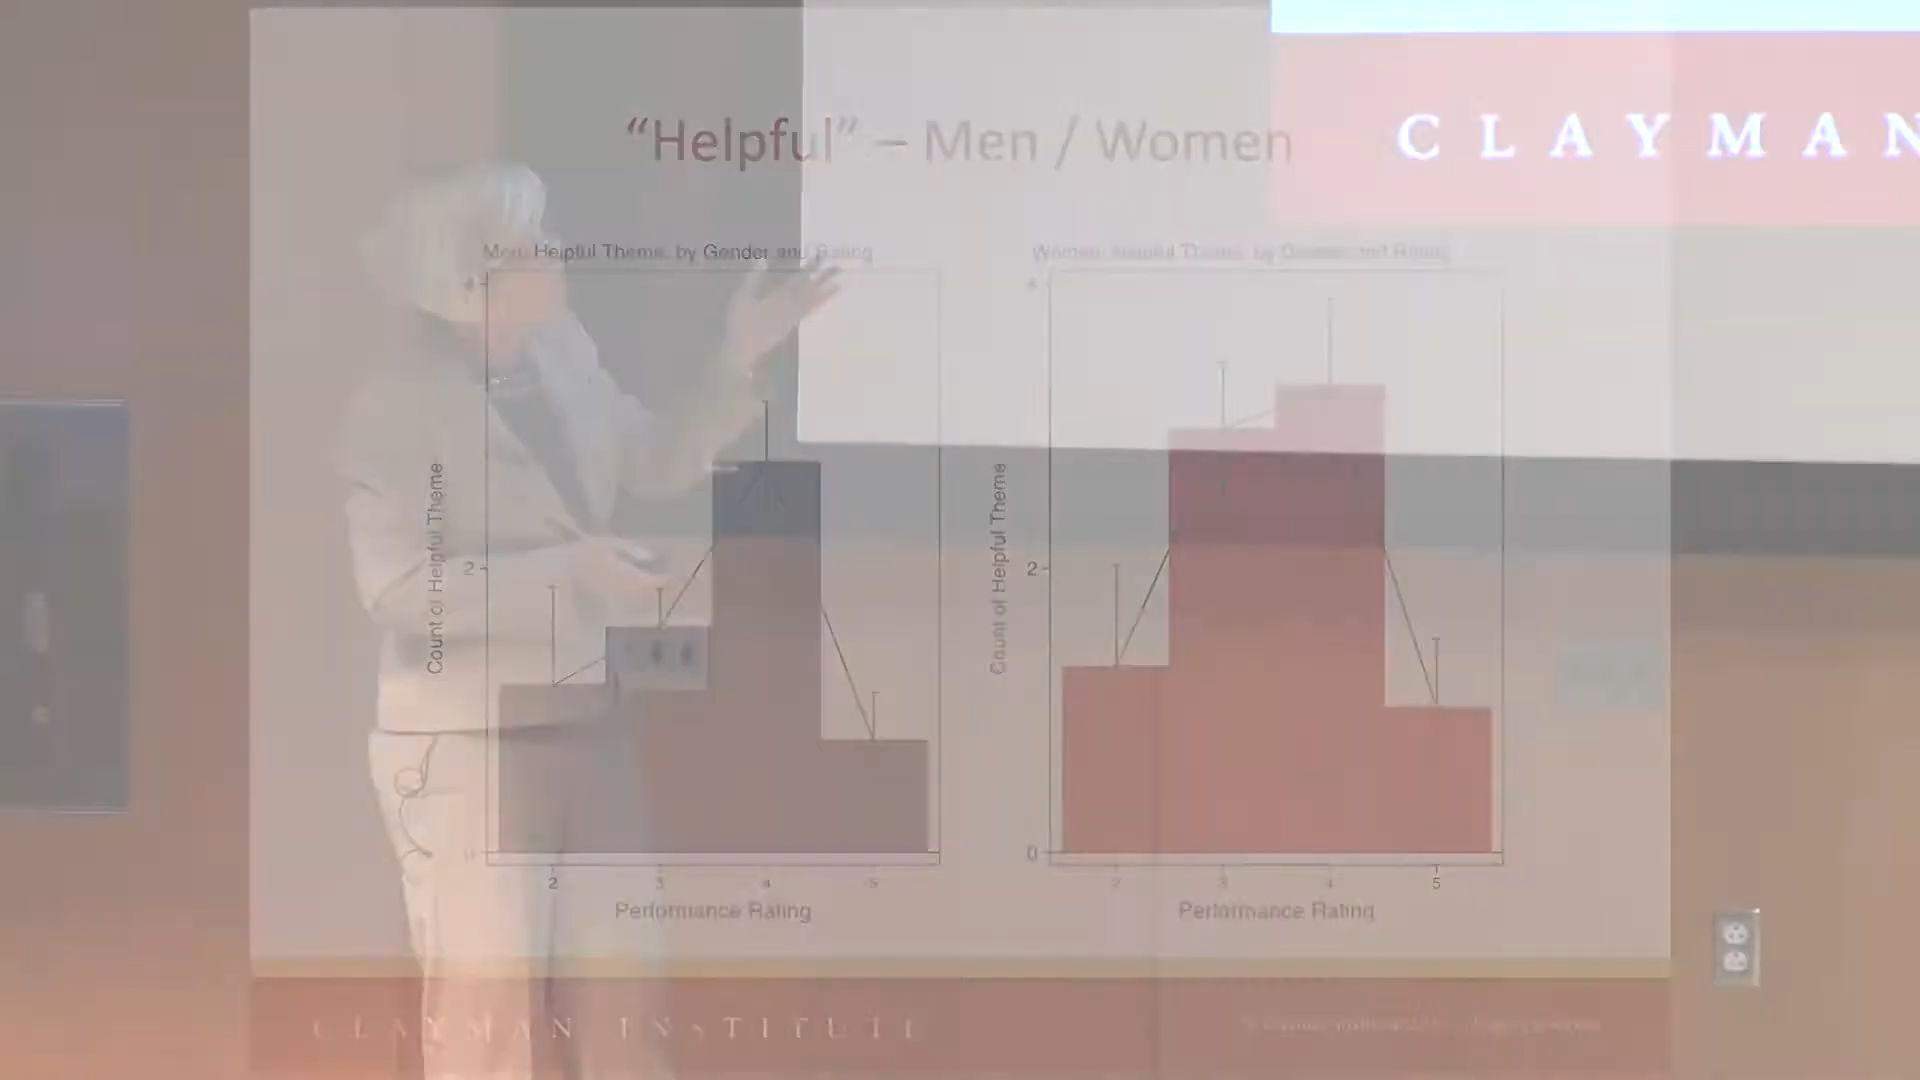 “Helpful” – Men / Women
CLAYMAN
Men: Helpful Theme, by Gender and Rating
Women: Helpful Theme, by Gender and Rating
4
4
Count of Helpful Theme
2
Count of Helpful Theme
2
0
0
2 3 4 5
2 3 4 5
Performance Rating
Performance Rating
CLAYMAN INSTITUTE